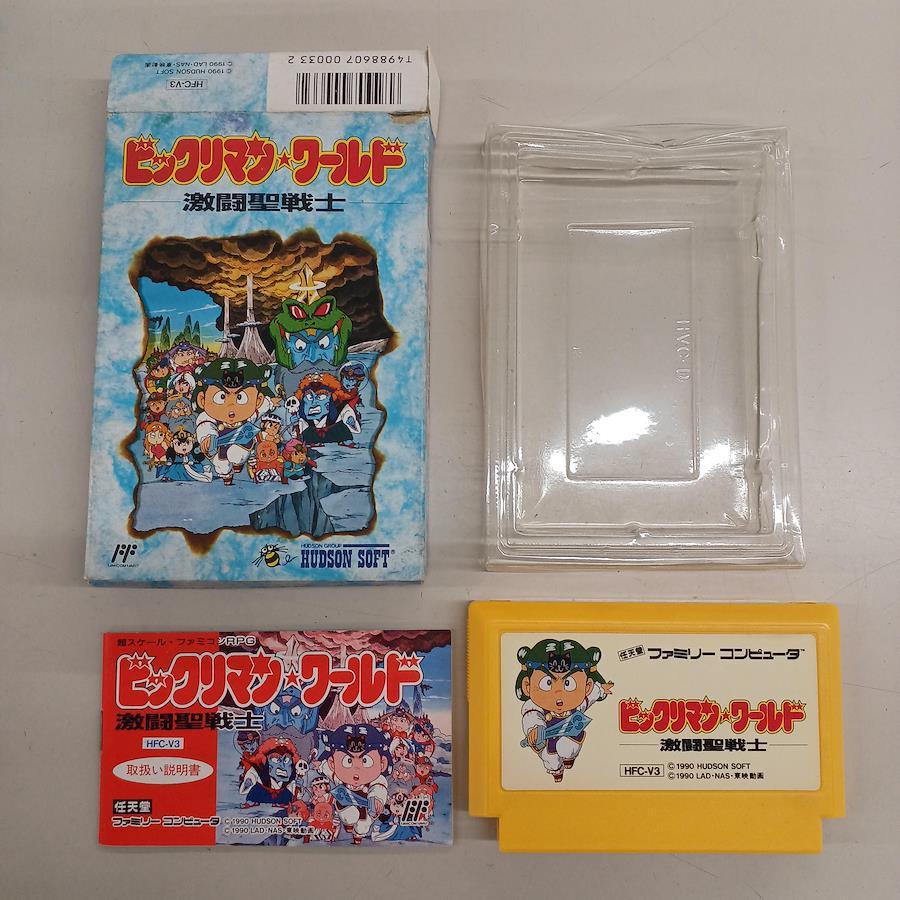 T4988607 00033 2
©1990 HUDSON SOFT
©1990 LAD・NAS・東映動画
HFC-V3
ビックリマン★ワールド
激闘聖戦士
FF
FAMICOM FAMILY
HUDSON GROUP
HUDSON SOFT®
HVC-D
超スケール・ファミコンRPG
ビックリマン★ワールド
激闘聖戦士
HFC-V3
取扱い説明書
任天堂
ファミリー コンピュータ
©1990 HUDSON SOFT
©1990 LAD・NAS・東映動画
任天堂 ファミリー コンピュータ™
ビックリマン★ワールド
激闘聖戦士
HFC-V3
©1990 HUDSON SOFT
©1990 LAD・NAS・東映動画